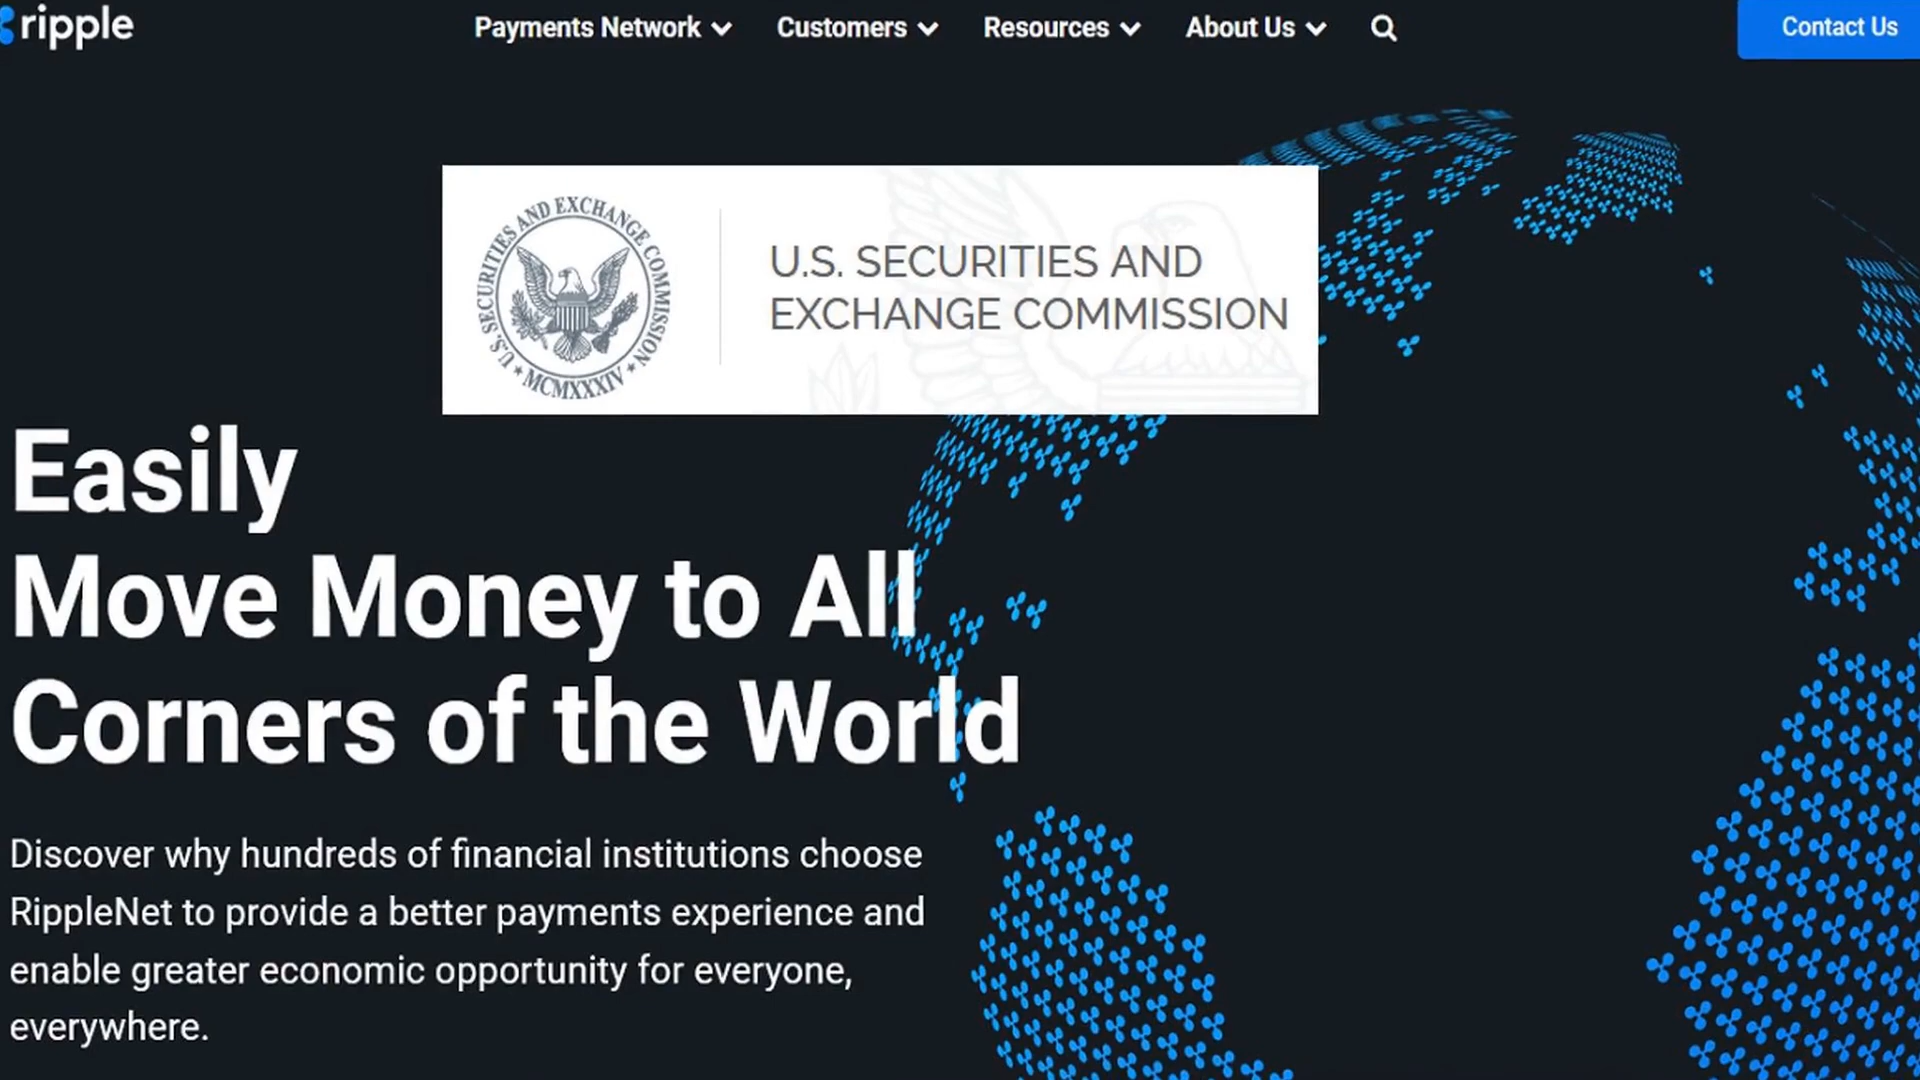 ripple
Payments Network
Customers
Resources
About Us
Contact Us
U.S. SECURITIES AND EXCHANGE COMMISSION
MCMXXXIV
U.S. SECURITIES AND
EXCHANGE COMMISSION
Easily
Move Money to All
Corners of the World
Discover why hundreds of financial institutions choose
RippleNet to provide a better payments experience and
enable greater economic opportunity for everyone,
everywhere.